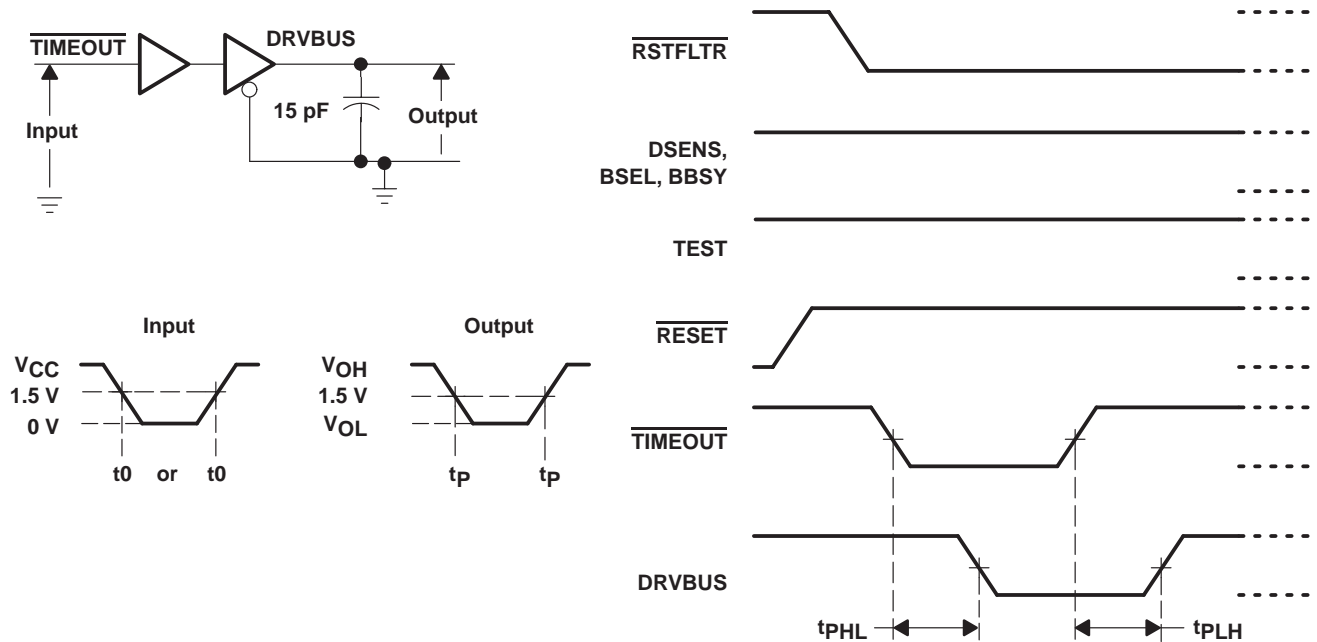 TIMEOUT
DRVBUS
15 pF
Input
Output
Input
VCC
1.5 V
0 V
t0 or t0
Output
VOH
1.5 V
VOL
tP tP
RSTFLTR
DSENS,
BSEL, BBSY
TEST
RESET
TIMEOUT
DRVBUS
tPHL
tPLH